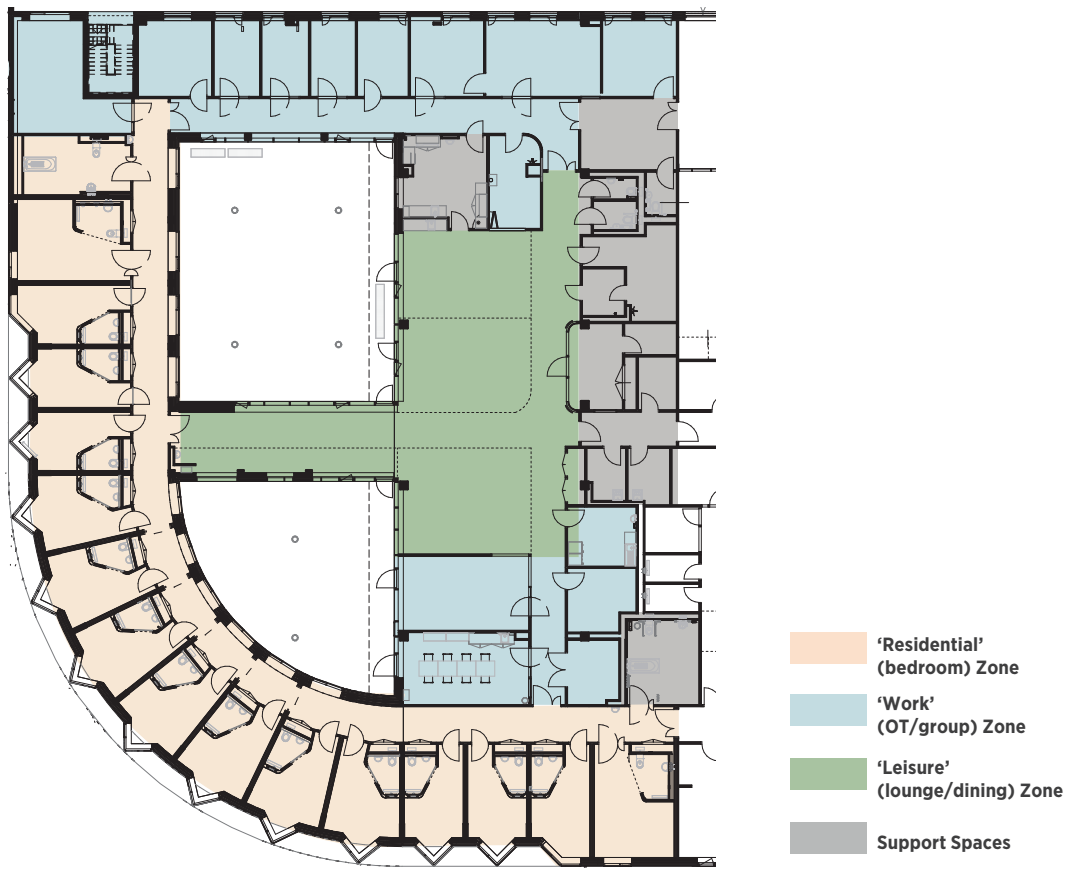 ‘Residential’
(bedroom) Zone
‘Work’
(OT/group) Zone
‘Leisure’
(lounge/dining) Zone
Support Spaces